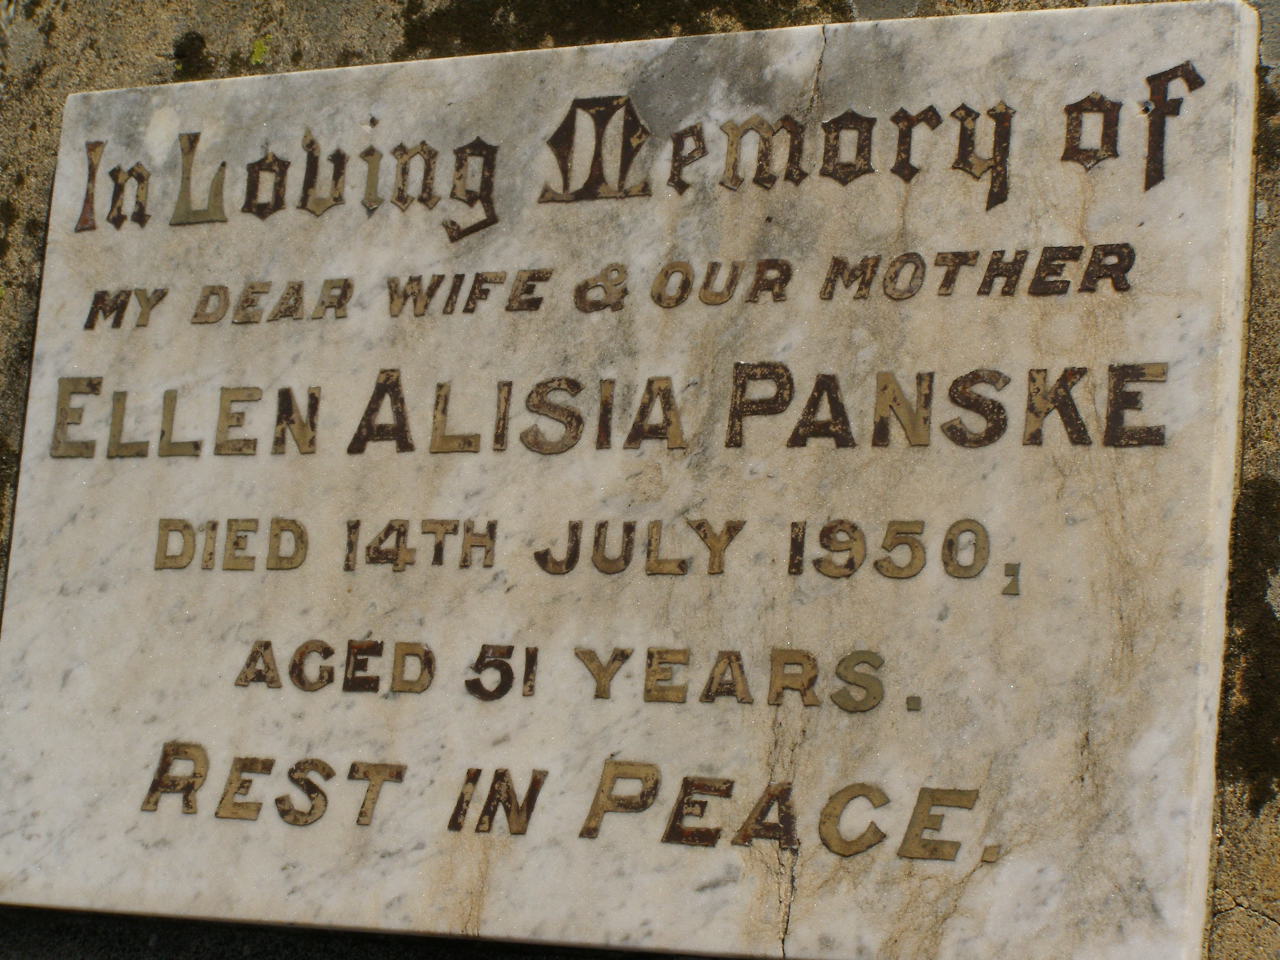 In Loving Memory of
MY DEAR WIFE & OUR MOTHER
ELLEN ALISIA PANSKE
DIED 14TH JULY 1950;
AGED 51 YEARS.
REST IN PEACE.